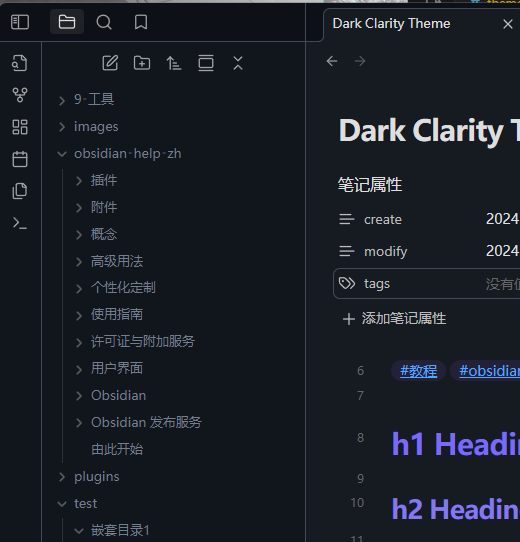 Dark Clarity Theme
9-工具
images
obsidian-help-zh
插件
附件
概念
高级用法
个性化定制
使用指南
许可证与附加服务
用户界面
Obsidian
Obsidian 发布服务
由此开始
plugins
test
嵌套目录1
Dark Clarity
笔记属性
create 2024
modify 2024
tags 没有
添加笔记属性
6 #教程 #obsidian
7
8 h1 Headin
9
10 h2 Heading
11